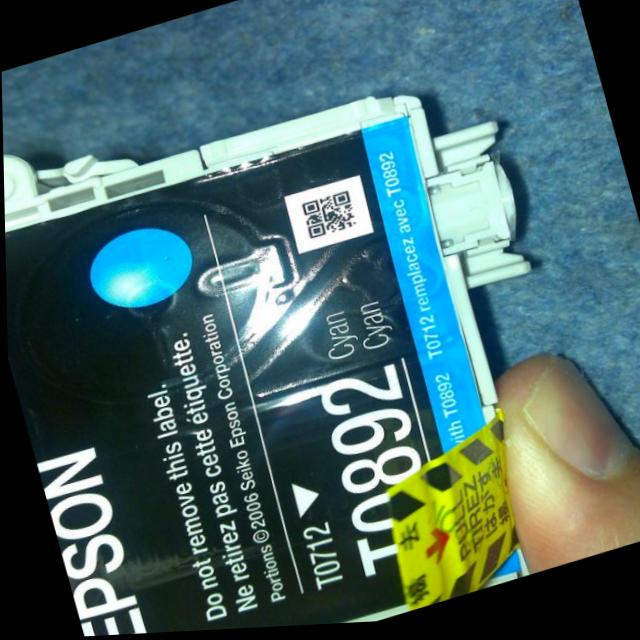 EPSON
Do not remove this label.
Ne retirez pas cette étiquette.
Portions ©2006 Seiko Epson Corporation
T0712
T0892
Cyan
Cyan
with T0892 T0712 remplacez avec T0892
PULL
TIREZ